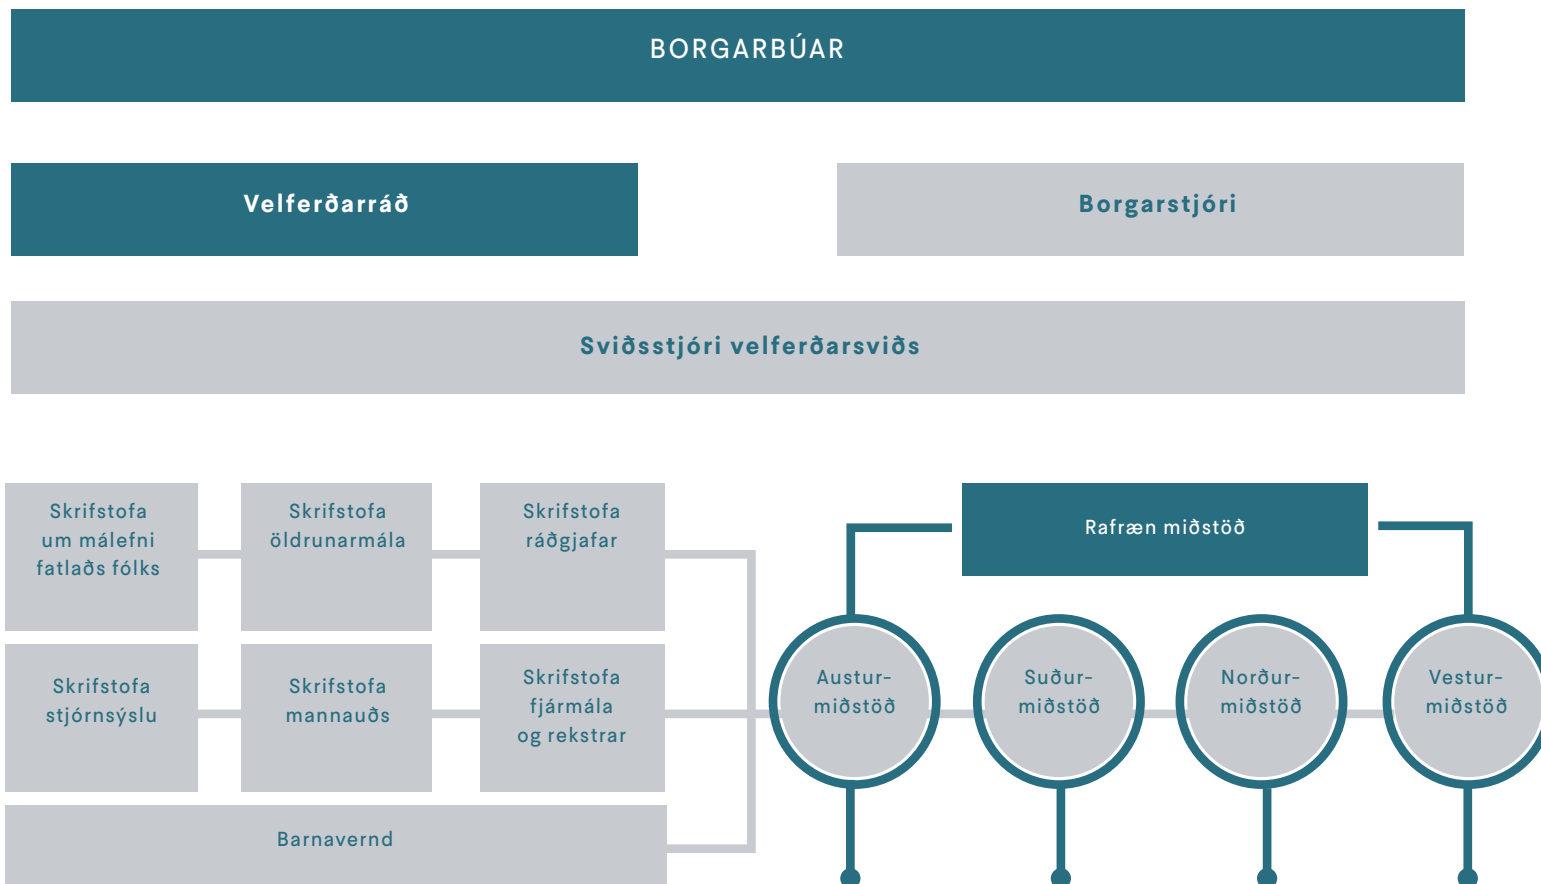 BORGARBÚAR
Velferðarráð
Borgarstjóri
Sviðsstjóri velferðarsviðs
Skrifstofa
um málefni
fatlaðs fólks
Skrifstofa
öldrunarmála
Skrifstofa
ráðgjafar
Rafræn miðstöð
Skrifstofa
stjórnsýslu
Skrifstofa
mannauðs
Skrifstofa
fjármála
og rekstrar
Austur-
miðstöð
Suður-
miðstöð
Norður-
miðstöð
Vestur-
miðstöð
Barnavernd